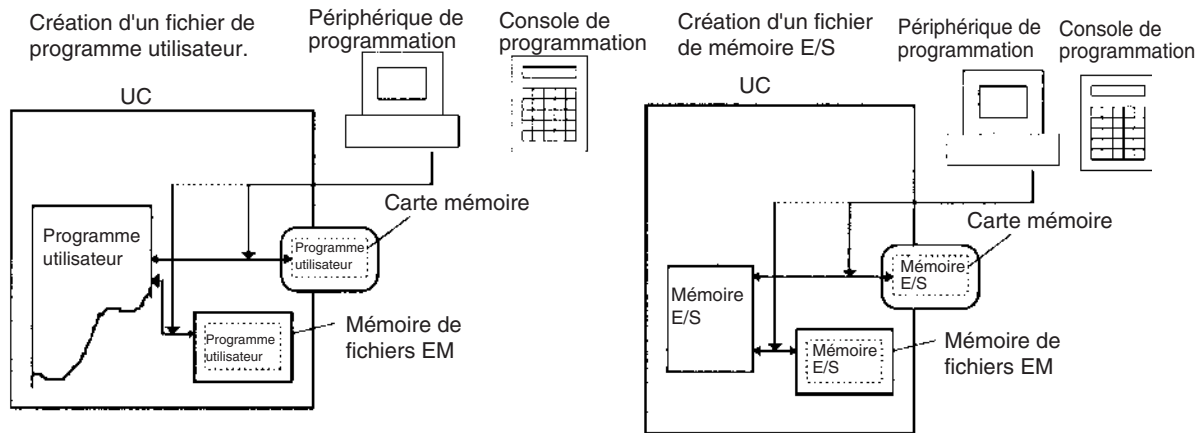 Création d'un fichier de
programme utilisateur.
Périphérique de
programmation
Console de
programmation
UC
Programme
utilisateur
Programme
utilisateur
Carte mémoire
Programme
utilisateur
Mémoire de
fichiers EM
Création d'un fichier
de mémoire E/S
Périphérique de
programmation
Console de
programmation
UC
Mémoire
E/S
Mémoire
E/S
Carte mémoire
Mémoire
E/S
Mémoire de
fichiers EM